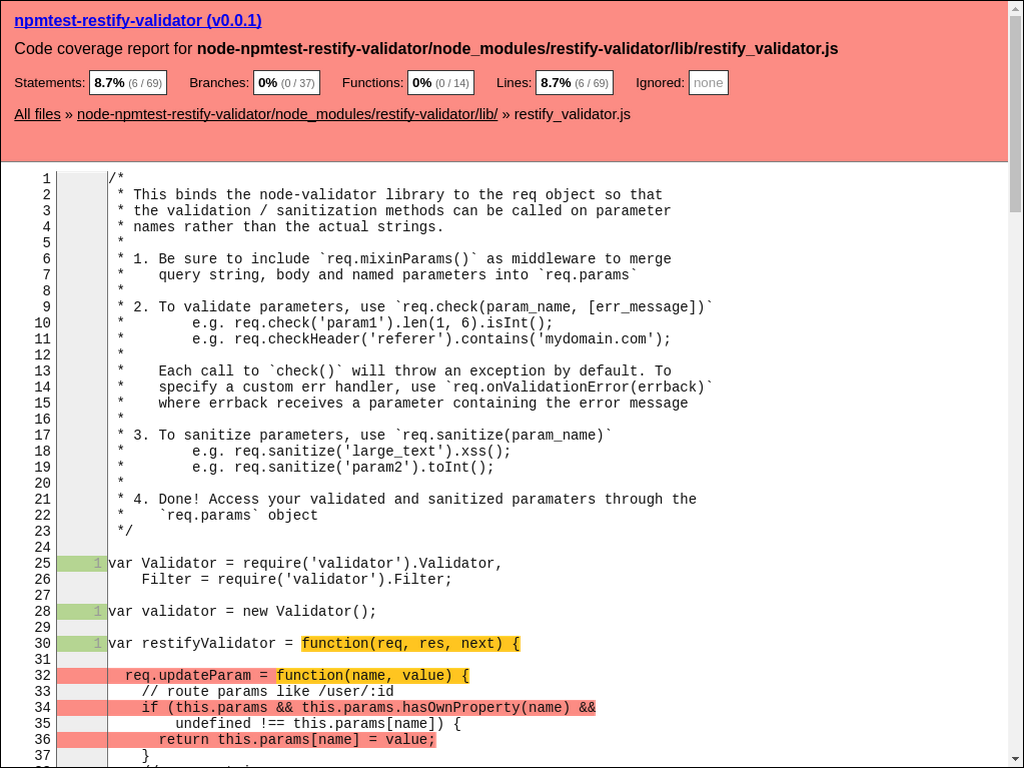 npmtest-restify-validator (v0.0.1)
Code coverage report for node-npmtest-restify-validator/node_modules/restify-validator/lib/restify_validator.js
Statements: 8.7% (6 / 69) Branches: 0% (0 / 37) Functions: 0% (0 / 14) Lines: 8.7% (6 / 69) Ignored: none
All files » node-npmtest-restify-validator/node_modules/restify-validator/lib/ » restify_validator.js
1 /*
2 * This binds the node-validator library to the req object so that
3 * the validation / sanitization methods can be called on parameter
4 * names rather than the actual strings.
5 *
6 * 1. Be sure to include `req.mixinParams()` as middleware to merge
7 *    query string, body and named parameters into `req.params`
8 *
9 * 2. To validate parameters, use `req.check(param_name, [err_message])`
10 *        e.g. req.check('param1').len(1, 6).isInt();
11 *        e.g. req.checkHeader('referer').contains('mydomain.com');
12 *
13 *    Each call to `check()` will throw an exception by default. To
14 *    specify a custom err handler, use `req.onValidationError(errback)`
15 *    where errback receives a parameter containing the error message
16 *
17 * 3. To sanitize parameters, use `req.sanitize(param_name)`
18 *        e.g. req.sanitize('large_text').xss();
19 *        e.g. req.sanitize('param2').toInt();
20 *
21 * 4. Done! Access your validated and sanitized paramaters through the
22 *    `req.params` object
23 */
24
25 1 var Validator = require('validator').Validator,
26     Filter = require('validator').Filter;
27
28 1 var validator = new Validator();
29
30 1 var restifyValidator = function(req, res, next) {
31
32   req.updateParam = function(name, value) {
33     // route params like /user/:id
34     if (this.params && this.params.hasOwnProperty(name) &&
35         undefined !== this.params[name]) {
36       return this.params[name] = value;
37     }